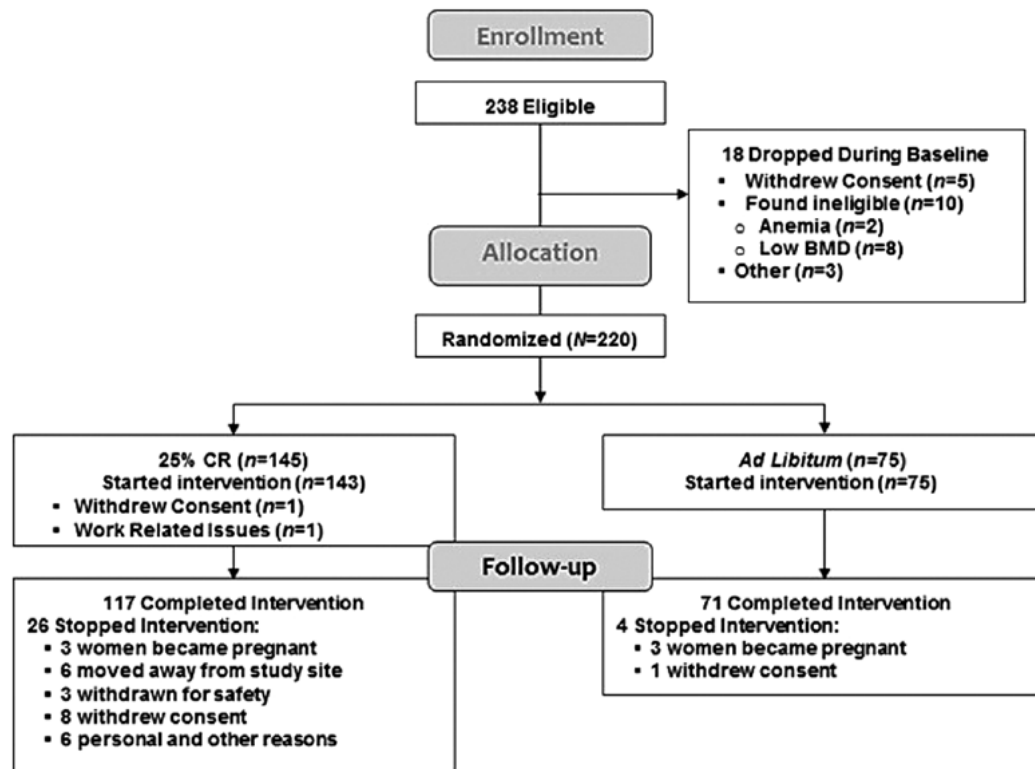 Enrollment
238 Eligible
18 Dropped During Baseline
▪ Withdrew Consent (n=5)
▪ Found ineligible (n=10)
o Anemia (n=2)
o Low BMD (n=8)
▪ Other (n=3)
Allocation
Randomized (N=220)
25% CR (n=145)
Started intervention (n=143)
▪ Withdrew Consent (n=1)
▪ Work Related Issues (n=1)
Ad Libitum (n=75)
Started intervention (n=75)
Follow-up
117 Completed Intervention
26 Stopped Intervention:
▪ 3 women became pregnant
▪ 6 moved away from study site
▪ 3 withdrawn for safety
▪ 8 withdrew consent
▪ 6 personal and other reasons
71 Completed Intervention
4 Stopped Intervention:
▪ 3 women became pregnant
▪ 1 withdrew consent